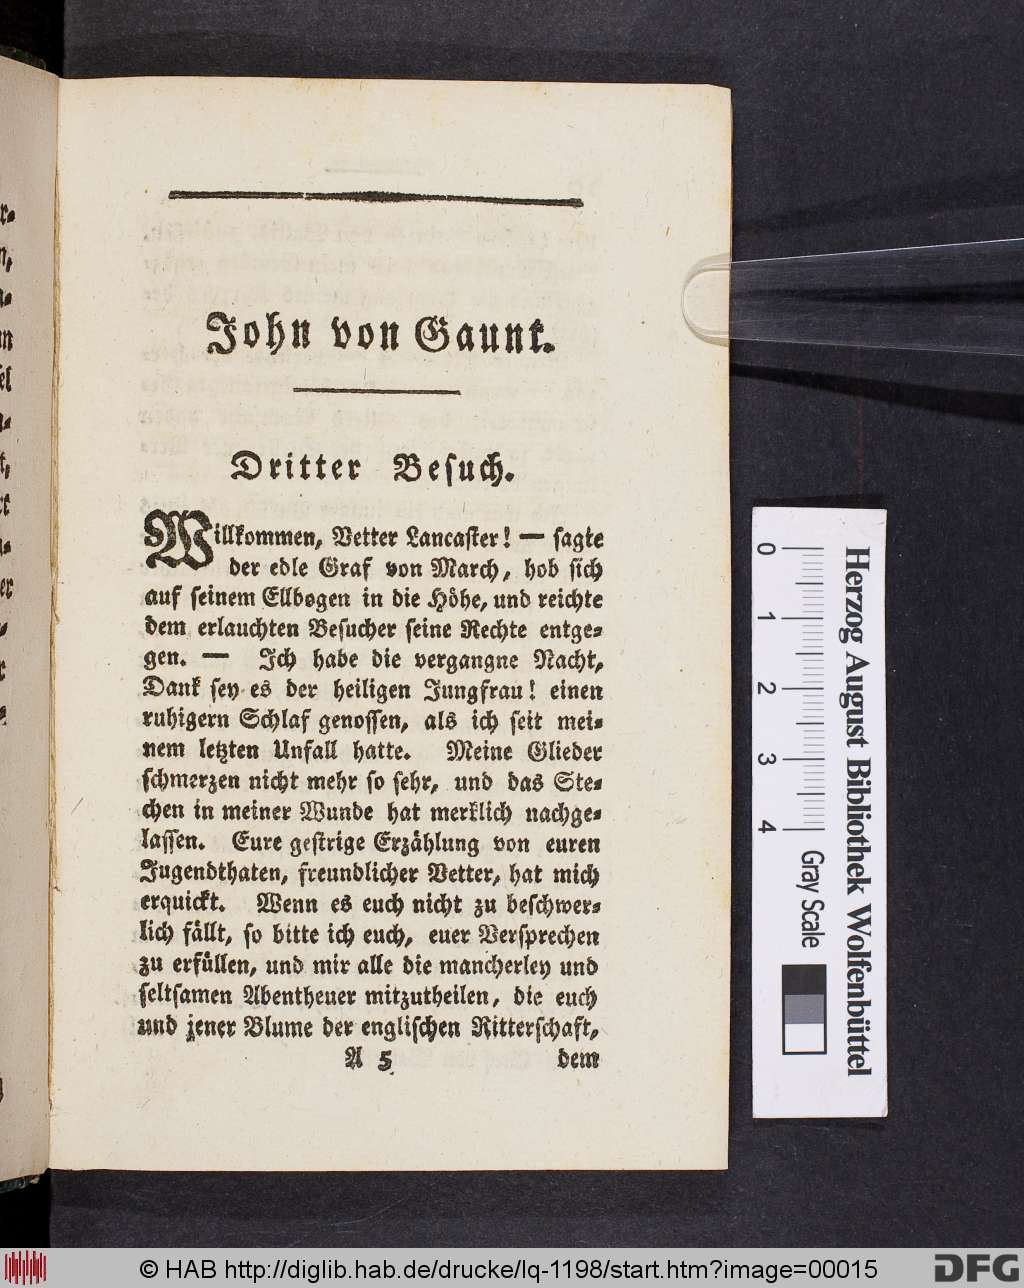 John von Gaunt.
Dritter Besuch.
Willkommen, Vetter Lancaster! — sagte
der edle Graf von March, hob sich
auf seinem Ellbogen in die Höhe, und reichte
dem erlauchten Besucher seine Rechte entge-
gen. — Ich habe die vergangne Nacht,
Dank sey es der heiligen Jungfrau! einen
ruhigern Schlaf genossen, als ich seit mei-
nem letzten Unfall hatte. Meine Glieder
schmerzen nicht mehr so sehr, und das Ste-
chen in meiner Wunde hat merklich nachge-
lassen. Eure gestrige Erzählung von euren
Jugendthaten, freundlicher Vetter, hat mich
erquickt. Wenn es euch nicht zu beschwer-
lich fällt, so bitte ich euch, euer Versprechen
zu erfüllen, und mir alle die mancherley und
seltsamen Abentheuer mitzutheilen, die euch
und jener Blume der englischen Ritterschaft,
A 5 dem
Herzog August Bibliothek Wolfenbüttel
0 1 2 3 4 Gray Scale
© HAB http://diglib.hab.de/drucke/lq-1198/start.htm?image=00015
DFG